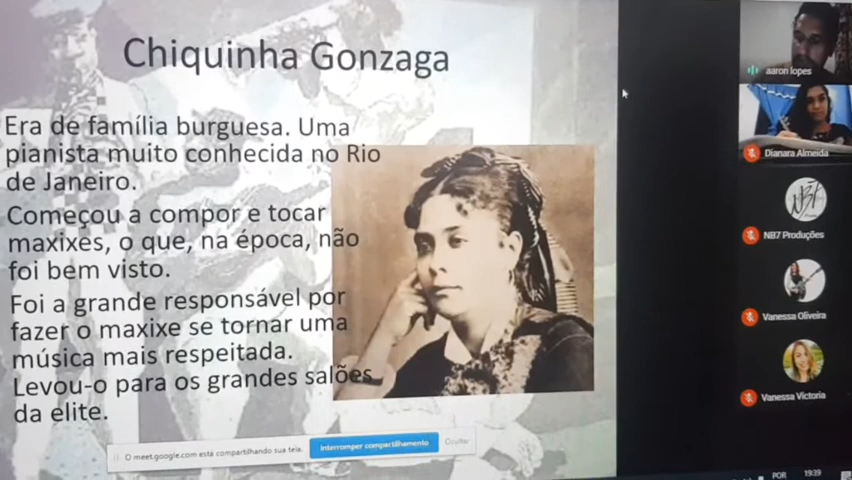 Chiquinha Gonzaga
Era de família burguesa. Uma
pianista muito conhecida no Rio
de Janeiro.
Começou a compor e tocar
maxixes, o que, na época, não
foi bem visto.
Foi a grande responsável por
fazer o maxixe se tornar uma
música mais respeitada.
Levou-o para os grandes salões
da elite.
O meet.google.com está compartilhando sua tela.
Interromper compartilhamento
Ocultar
aaron lopes
Dianara Almeida
NB7
NB7 Produções
Vanessa Oliveira
Vanessa Victoria
POR
19:39